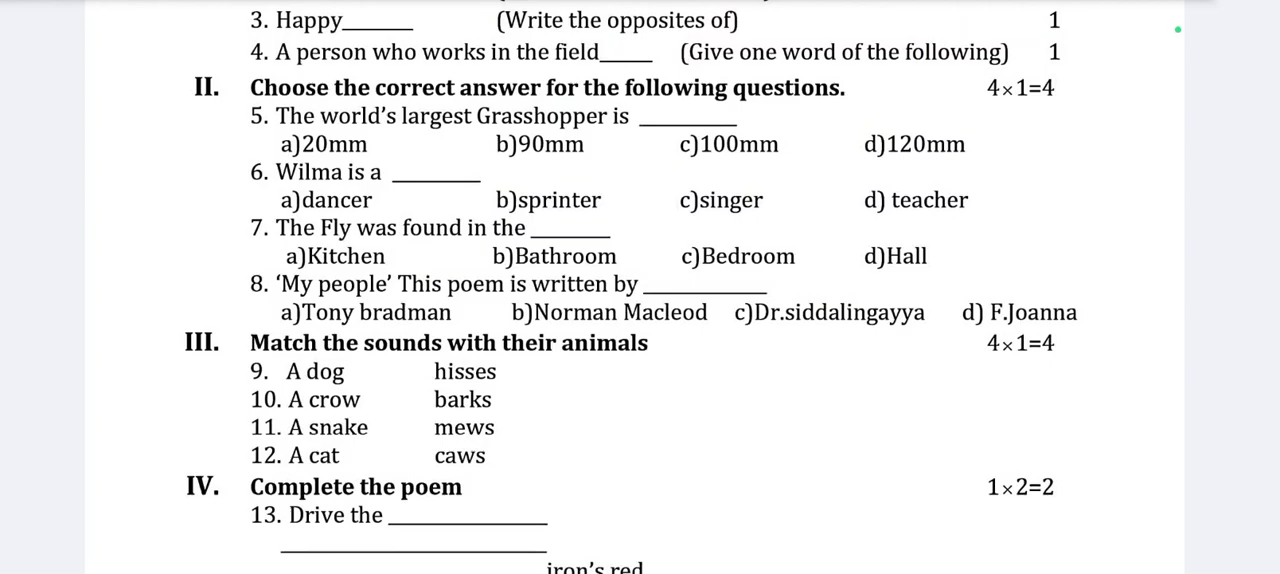 3. Happy______ (Write the opposites of) 1
4. A person who works in the field_____ (Give one word of the following) 1
II. Choose the correct answer for the following questions. 4×1=4
5. The world's largest Grasshopper is _________
a)20mm b)90mm c)100mm d)120mm
6. Wilma is a ________
a)dancer b)sprinter c)singer d) teacher
7. The Fly was found in the _______
a)Kitchen b)Bathroom c)Bedroom d)Hall
8. ‘My people’ This poem is written by ___________
a)Tony bradman b)Norman Macleod c)Dr.siddalingayya d) F.Joanna
III. Match the sounds with their animals 4×1=4
9. A dog hisses
10. A crow barks
11. A snake mews
12. A cat caws
IV. Complete the poem 1×2=2
13. Drive the ______________
________________________
iron's red